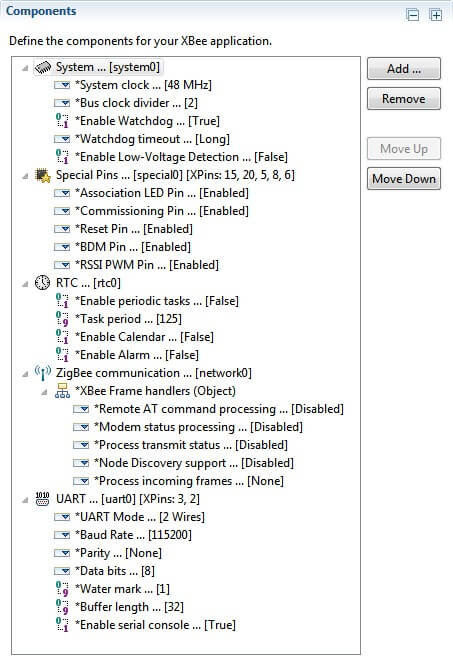 Components
Define the components for your XBee application.
System ... [system0]
*System clock ... [48 MHz]
*Bus clock divider ... [2]
*Enable Watchdog ... [True]
*Watchdog timeout ... [Long]
*Enable Low-Voltage Detection ... [False]
Special Pins ... [special0] [XPins: 15, 20, 5, 8, 6]
*Association LED Pin ... [Enabled]
*Commissioning Pin ... [Enabled]
*Reset Pin ... [Enabled]
*BDM Pin ... [Enabled]
*RSSI PWM Pin ... [Enabled]
RTC ... [rtc0]
*Enable periodic tasks ... [False]
*Task period ... [125]
*Enable Calendar ... [False]
*Enable Alarm ... [False]
ZigBee communication ... [network0]
*XBee Frame handlers (Object)
*Remote AT command processing ... [Disabled]
*Modem status processing ... [Disabled]
*Process transmit status ... [Disabled]
*Node Discovery support ... [Disabled]
*Process incoming frames ... [None]
UART ... [uart0] [XPins: 3, 2]
*UART Mode ... [2 Wires]
*Baud Rate ... [115200]
*Parity ... [None]
*Data bits ... [8]
*Water mark ... [1]
*Buffer length ... [32]
*Enable serial console ... [True]
Add ...
Remove
Move Up
Move Down